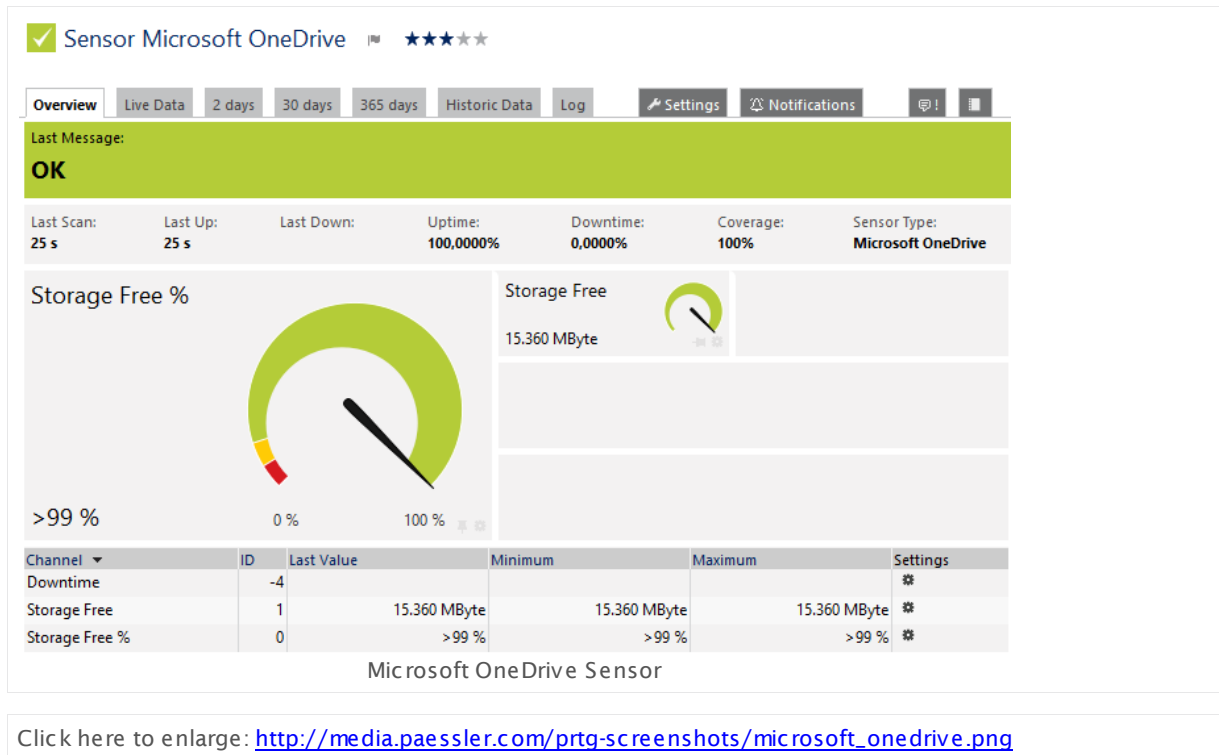 Sensor Microsoft OneDrive
Overview Live Data 2 days 30 days 365 days Historic Data Log Settings Notifications !
Last Message:
OK
Last Scan: Last Up: Last Down: Uptime: Downtime: Coverage: Sensor Type:
25 s 25 s 100,0000% 0,0000% 100% Microsoft OneDrive
Storage Free %
>99 %
0 % 100 %
Storage Free
15.360 MByte
Channel ID Last Value Minimum Maximum Settings
Downtime -4
Storage Free 1 15.360 MByte 15.360 MByte 15.360 MByte
Storage Free % 0 >99 % >99 % >99 %
Microsoft OneDrive Sensor
Click here to enlarge: http://media.paessler.com/prtg-screenshots/microsoft_onedrive.png